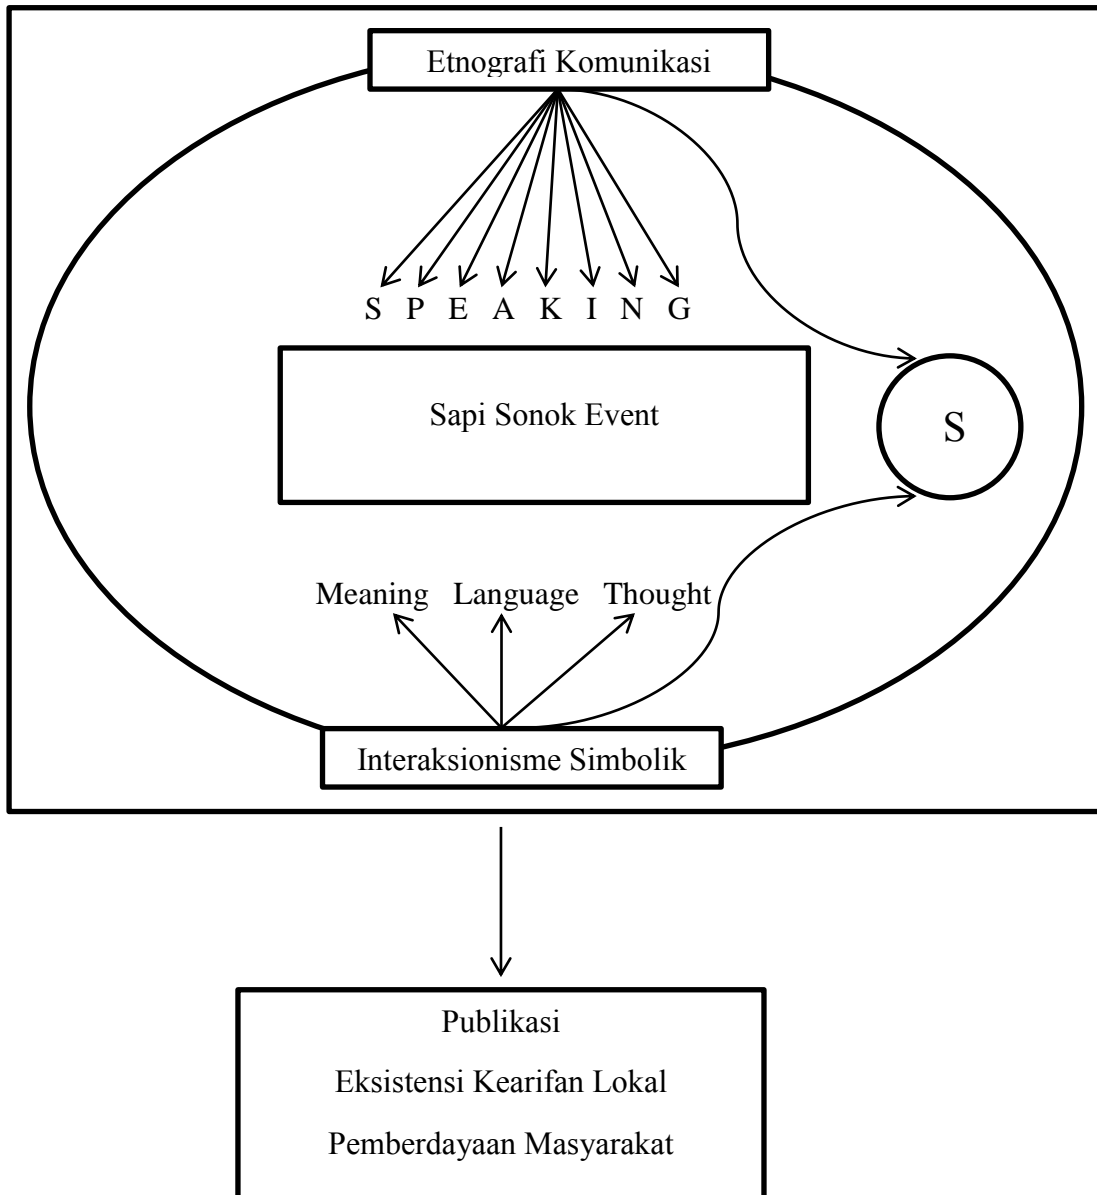 Etnografi Komunikasi
S P E A K I N G
Sapi Sonok Event
S
Meaning Language Thought
Interaksionisme Simbolik
Publikasi
Eksistensi Kearifan Lokal
Pemberdayaan Masyarakat